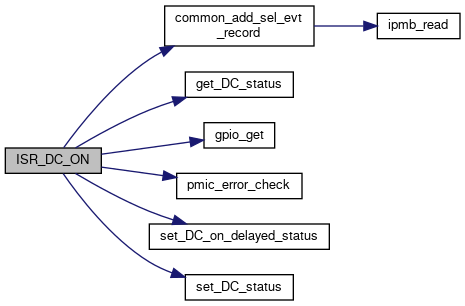 common_add_sel_evt
_record
ipmb_read
get_DC_status
gpio_get
ISR_DC_ON
pmic_error_check
set_DC_on_delayed_status
set_DC_status